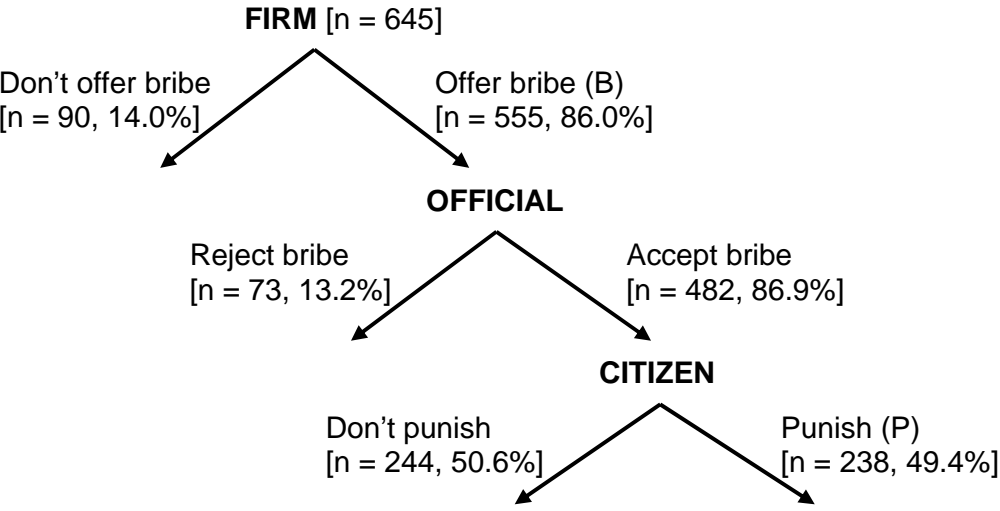 FIRM [n = 645]
Don't offer bribe
[n = 90, 14.0%]
Offer bribe (B)
[n = 555, 86.0%]
OFFICIAL
Reject bribe
[n = 73, 13.2%]
Accept bribe
[n = 482, 86.9%]
CITIZEN
Don't punish
[n = 244, 50.6%]
Punish (P)
[n = 238, 49.4%]